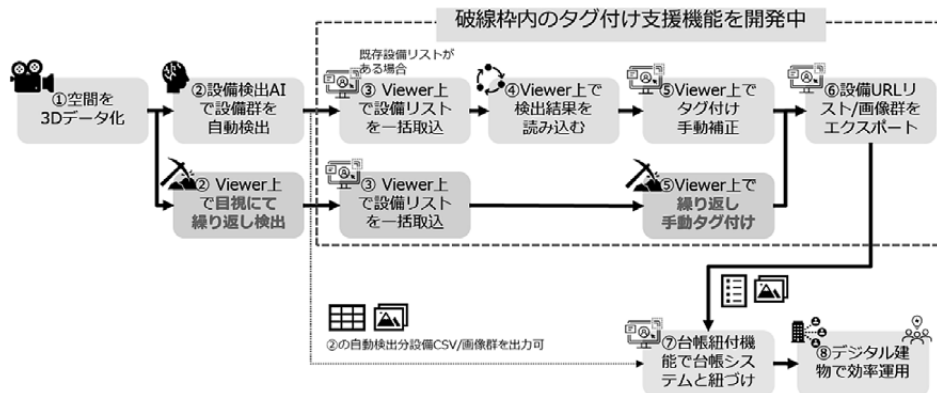 破線枠内のタグ付け支援機能を開発中
既存設備リストが
ある場合
①空間を
3Dデータ化
②設備検出AI
で設備群を
自動検出
③ Viewer上
で設備リスト
を一括取込
④Viewer上で
検出結果を
読み込む
⑤Viewer上で
タグ付け
手動補正
⑥設備URLリ
スト/画像群を
エクスポート
② Viewer上
で目視にて
繰り返し検出
③ Viewer上
で設備リスト
を一括取込
⑤Viewer上で
繰り返し
手動タグ付け
②の自動検出分設備CSV/画像群を出力可
⑦台帳紐付機
能で台帳シス
テムと紐づけ
⑧デジタル建
物で効率運用